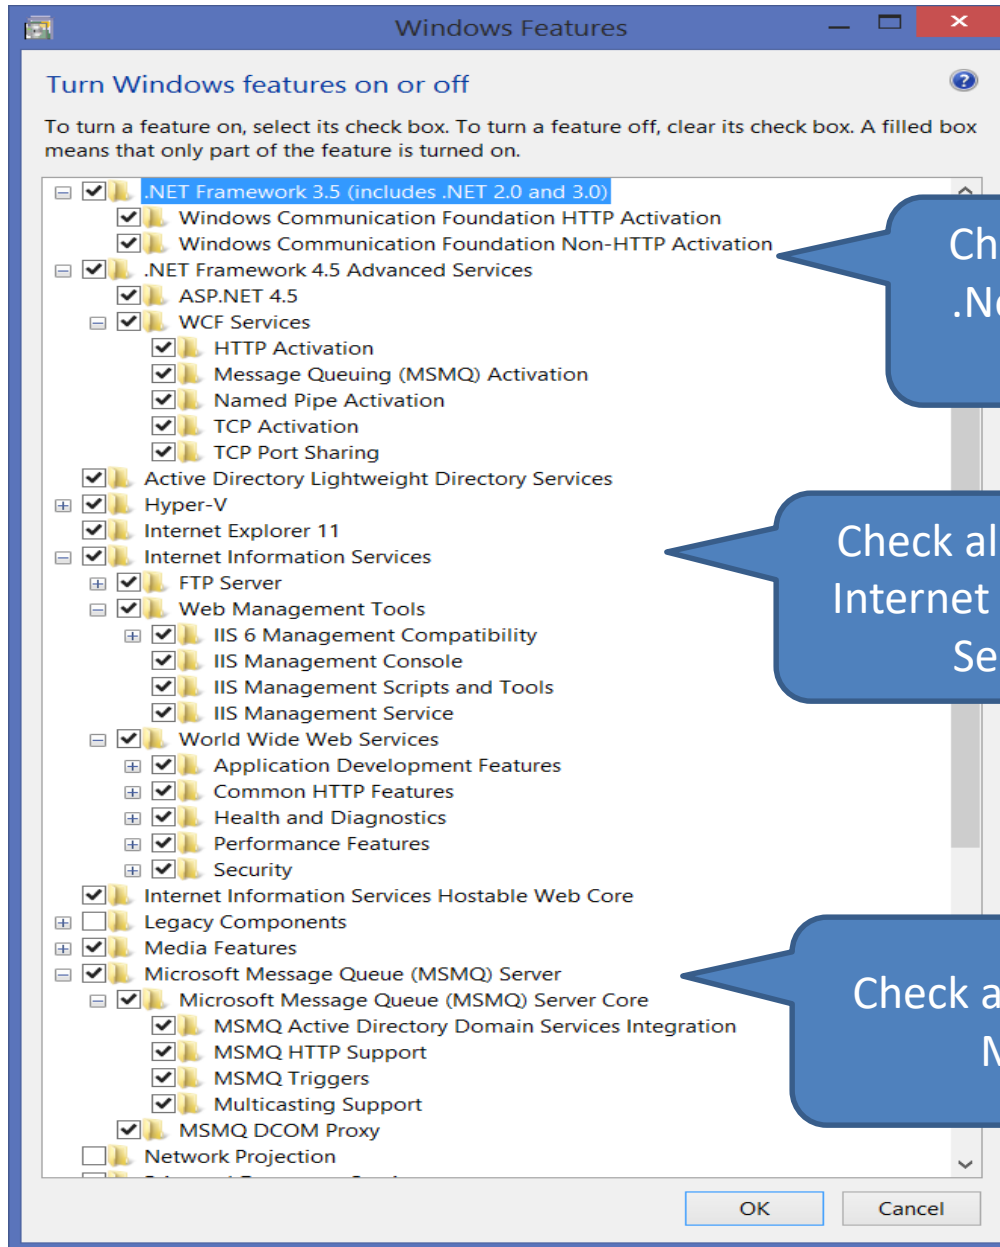 Windows Features
Turn Windows features on or off
To turn a feature on, select its check box. To turn a feature off, clear its check box. A filled box
means that only part of the feature is turned on.
.NET Framework 3.5 (includes .NET 2.0 and 3.0)
Windows Communication Foundation HTTP Activation
Windows Communication Foundation Non-HTTP Activation
.NET Framework 4.5 Advanced Services
ASP.NET 4.5
WCF Services
HTTP Activation
Message Queuing (MSMQ) Activation
Named Pipe Activation
TCP Activation
TCP Port Sharing
Active Directory Lightweight Directory Services
Hyper-V
Internet Explorer 11
Internet Information Services
FTP Server
Web Management Tools
IIS 6 Management Compatibility
IIS Management Console
IIS Management Scripts and Tools
IIS Management Service
World Wide Web Services
Application Development Features
Common HTTP Features
Health and Diagnostics
Performance Features
Security
Internet Information Services Hostable Web Core
Legacy Components
Media Features
Microsoft Message Queue (MSMQ) Server
Microsoft Message Queue (MSMQ) Server Core
MSMQ Active Directory Domain Services Integration
MSMQ HTTP Support
MSMQ Triggers
Multicasting Support
MSMQ DCOM Proxy
Network Projection
OK Cancel
Ch
.N
Check al
Internet
Se
Check a
M